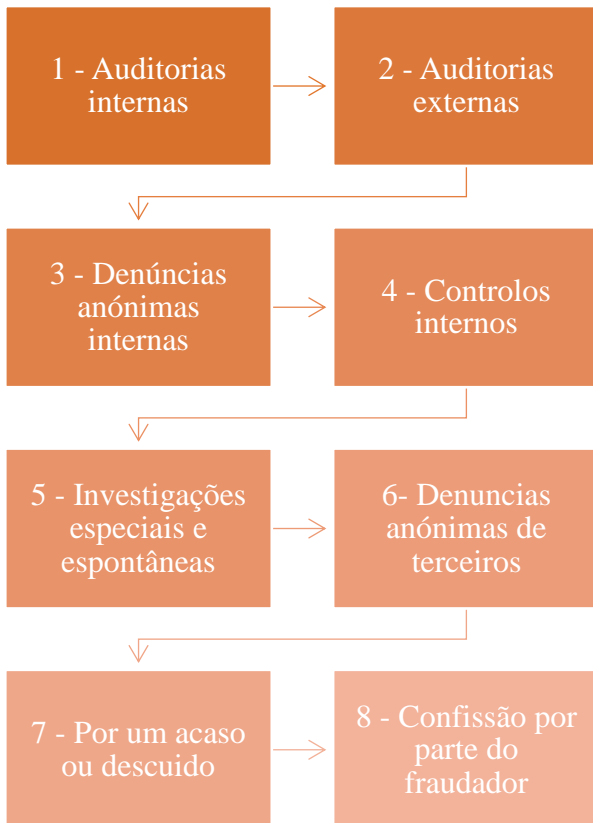 1 - Auditorias
internas
2 - Auditorias
externas
3 - Denúncias
anónimas
internas
4 - Controlos
internos
5 - Investigações
especiais e
espontâneas
6- Denuncias
anónimas de
terceiros
7 - Por um acaso
ou descuido
8 - Confissão por
parte do
fraudador